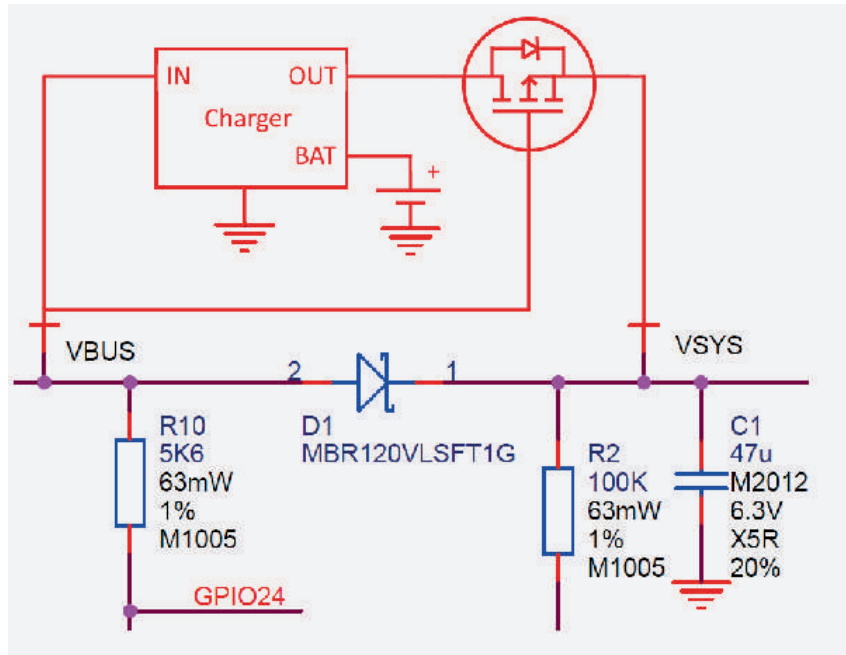 IN
OUT
Charger
BAT
+
VBUS
VSYS
2
1
R10
5K6
63mW
1%
M1005
D1
MBR120VLSFT1G
R2
100K
63mW
1%
M1005
C1
47u
M2012
6.3V
X5R
20%
GPIO24